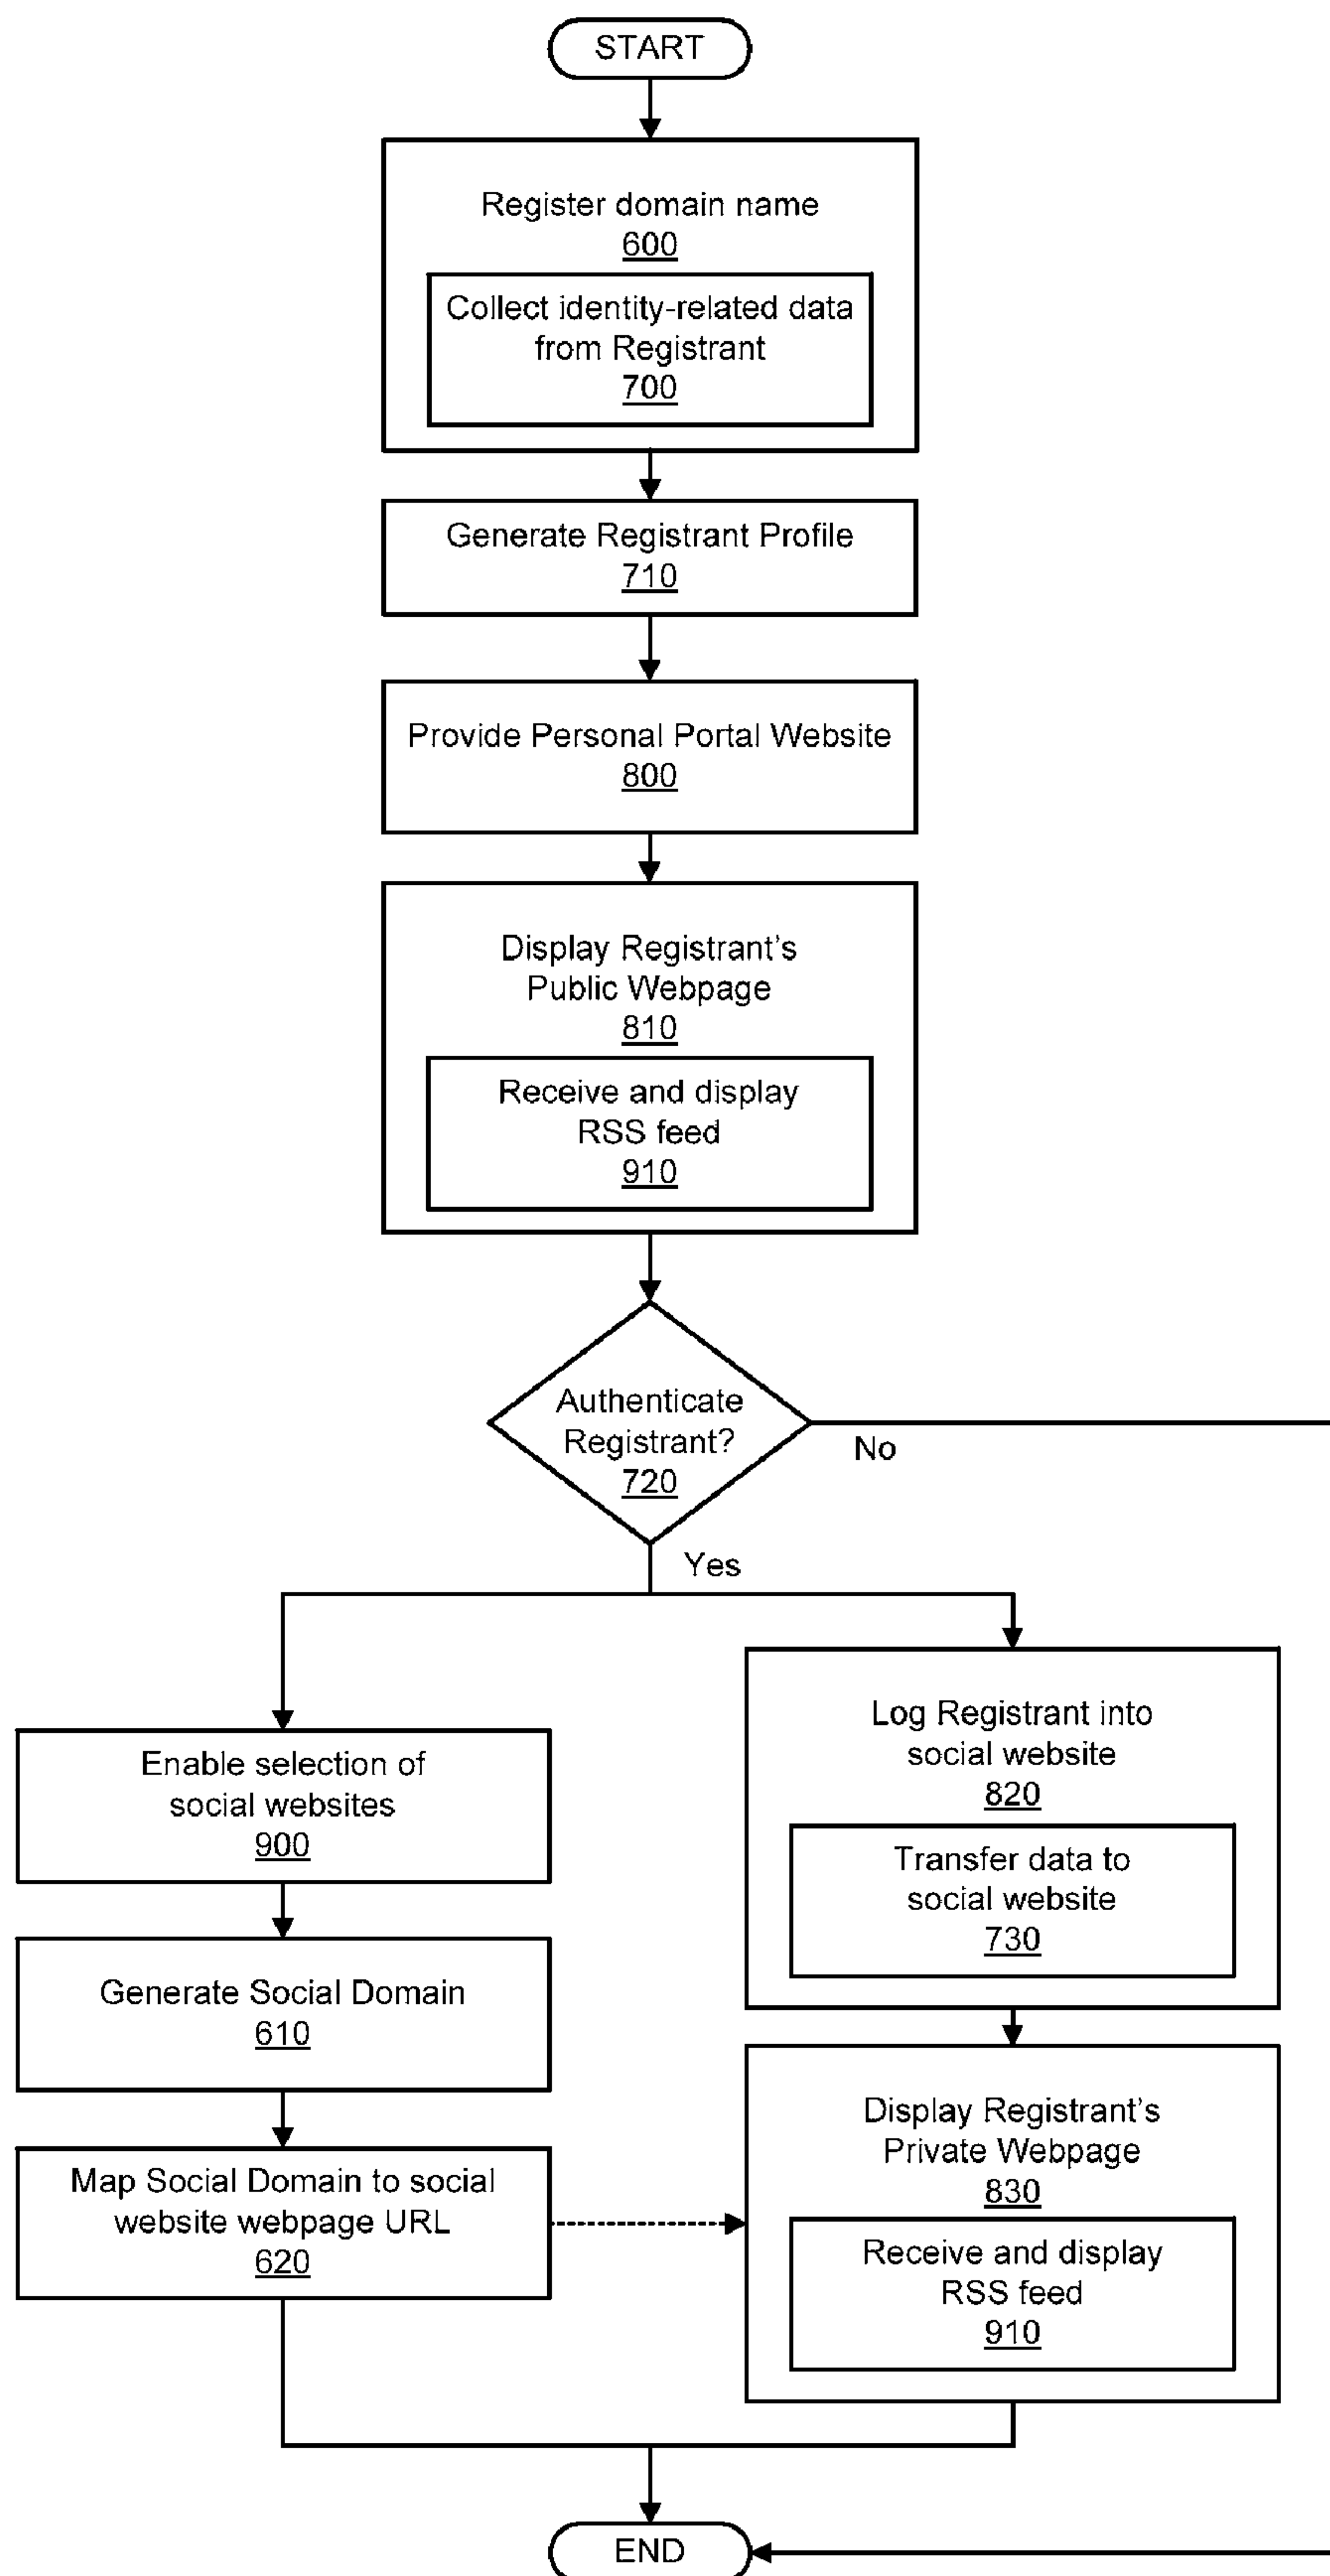 START
Register domain name
600
Collect identity-related data
from Registrant
700
Generate Registrant Profile
710
Provide Personal Portal Website
800
Display Registrant's
Public Webpage
810
Receive and display
RSS feed
910
Authenticate
Registrant?
720
No
Yes
Enable selection of
social websites
900
Generate Social Domain
610
Map Social Domain to social
website webpage URL
620
Log Registrant into
social website
820
Transfer data to
social website
730
Display Registrant's
Private Webpage
830
Receive and display
RSS feed
910
END